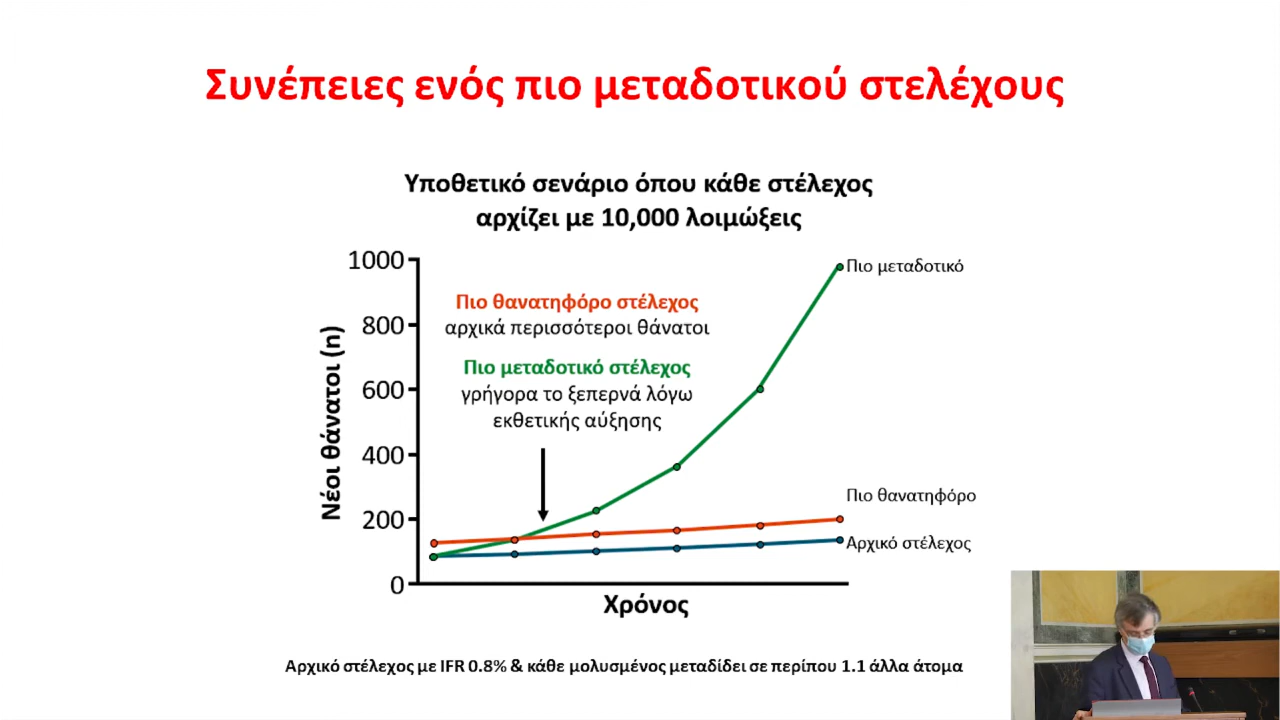 Συνέπειες ενός πιο μεταδοτικού στελέχους
Υποθετικό σενάριο όπου κάθε στέλεχος
αρχίζει με 10,000 λοιμώξεις
Νέοι θάνατοι (n)
1000
800
600
400
200
0
Πιο θανατηφόρο στέλεχος
αρχικά περισσότεροι θάνατοι
Πιο μεταδοτικό στέλεχος
γρήγορα το ξεπερνά λόγω
εκθετικής αύξησης
Πιο μεταδοτικό
Πιο θανατηφόρο
Αρχικό στέλεχος
Χρόνος
Αρχικό στέλεχος με IFR 0.8% & κάθε μολυσμένος μεταδίδει σε περίπου 1.1 άλλα άτομα